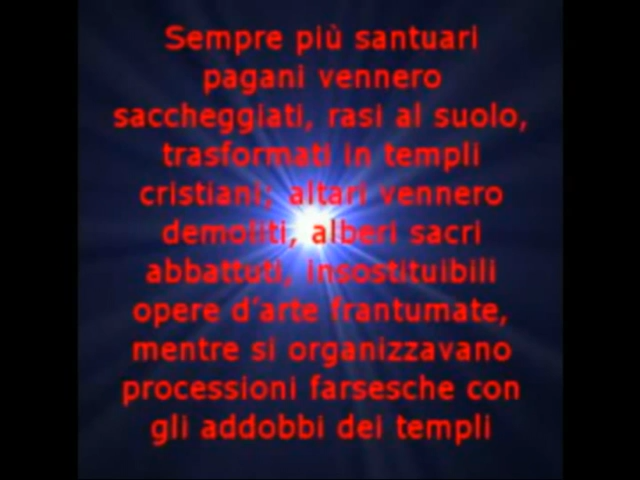 Sempre più santuari
pagani vennero
saccheggiati, rasi al suolo,
trasformati in templi
cristiani; altari vennero
demoliti, alberi sacri
abbattuti, insostituibili
opere d'arte frantumate,
mentre si organizzavano
processioni farsesche con
gli addobbi dei templi